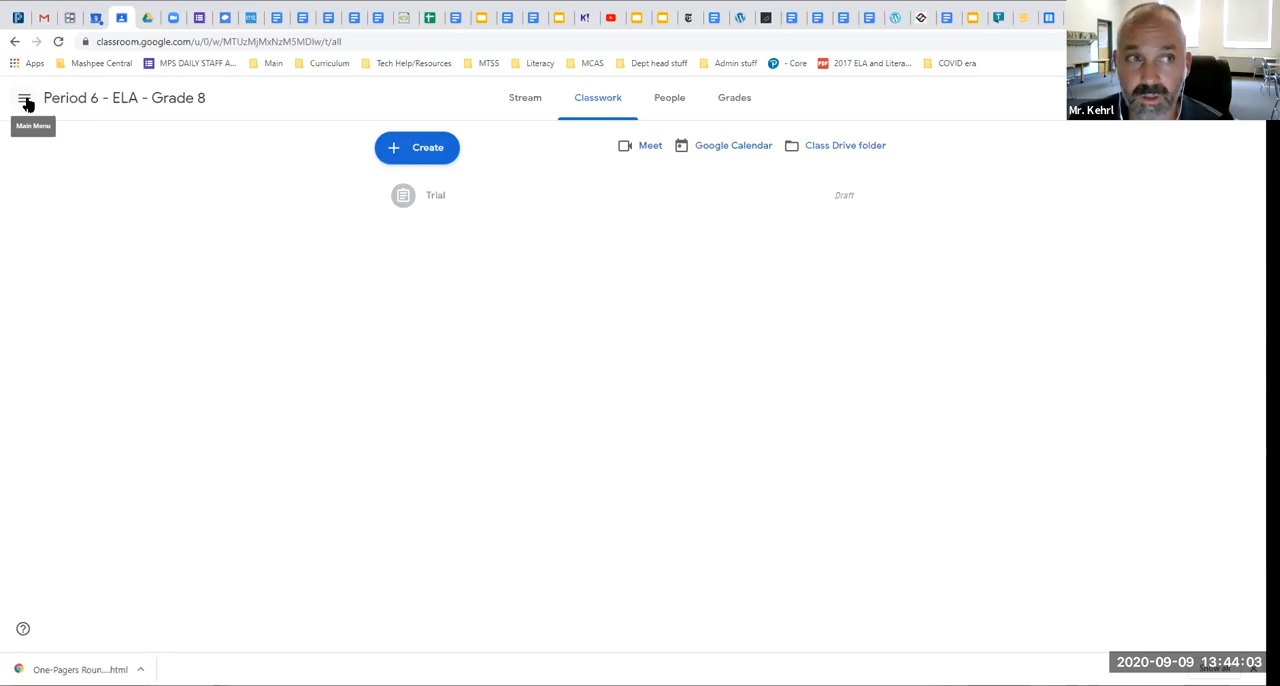 classroom.google.com/u/0/w/MTUzMjMxNzM5MDIw/t/all
Apps Mashpee Central MPS DAILY STAFF A... Main Curriculum Tech Help/Resources MTSS Literacy MCAS Dept head stuff Admin stuff - Core 2017 ELA and Litera... COVID era
Mr. Kehrl
Period 6 - ELA - Grade 8 Stream Classwork People Grades
Main Menu
+ Create Meet Google Calendar Class Drive folder
Trial Draft
One-Pagers Roun....html
2020-09-09 13:44:03
Show all